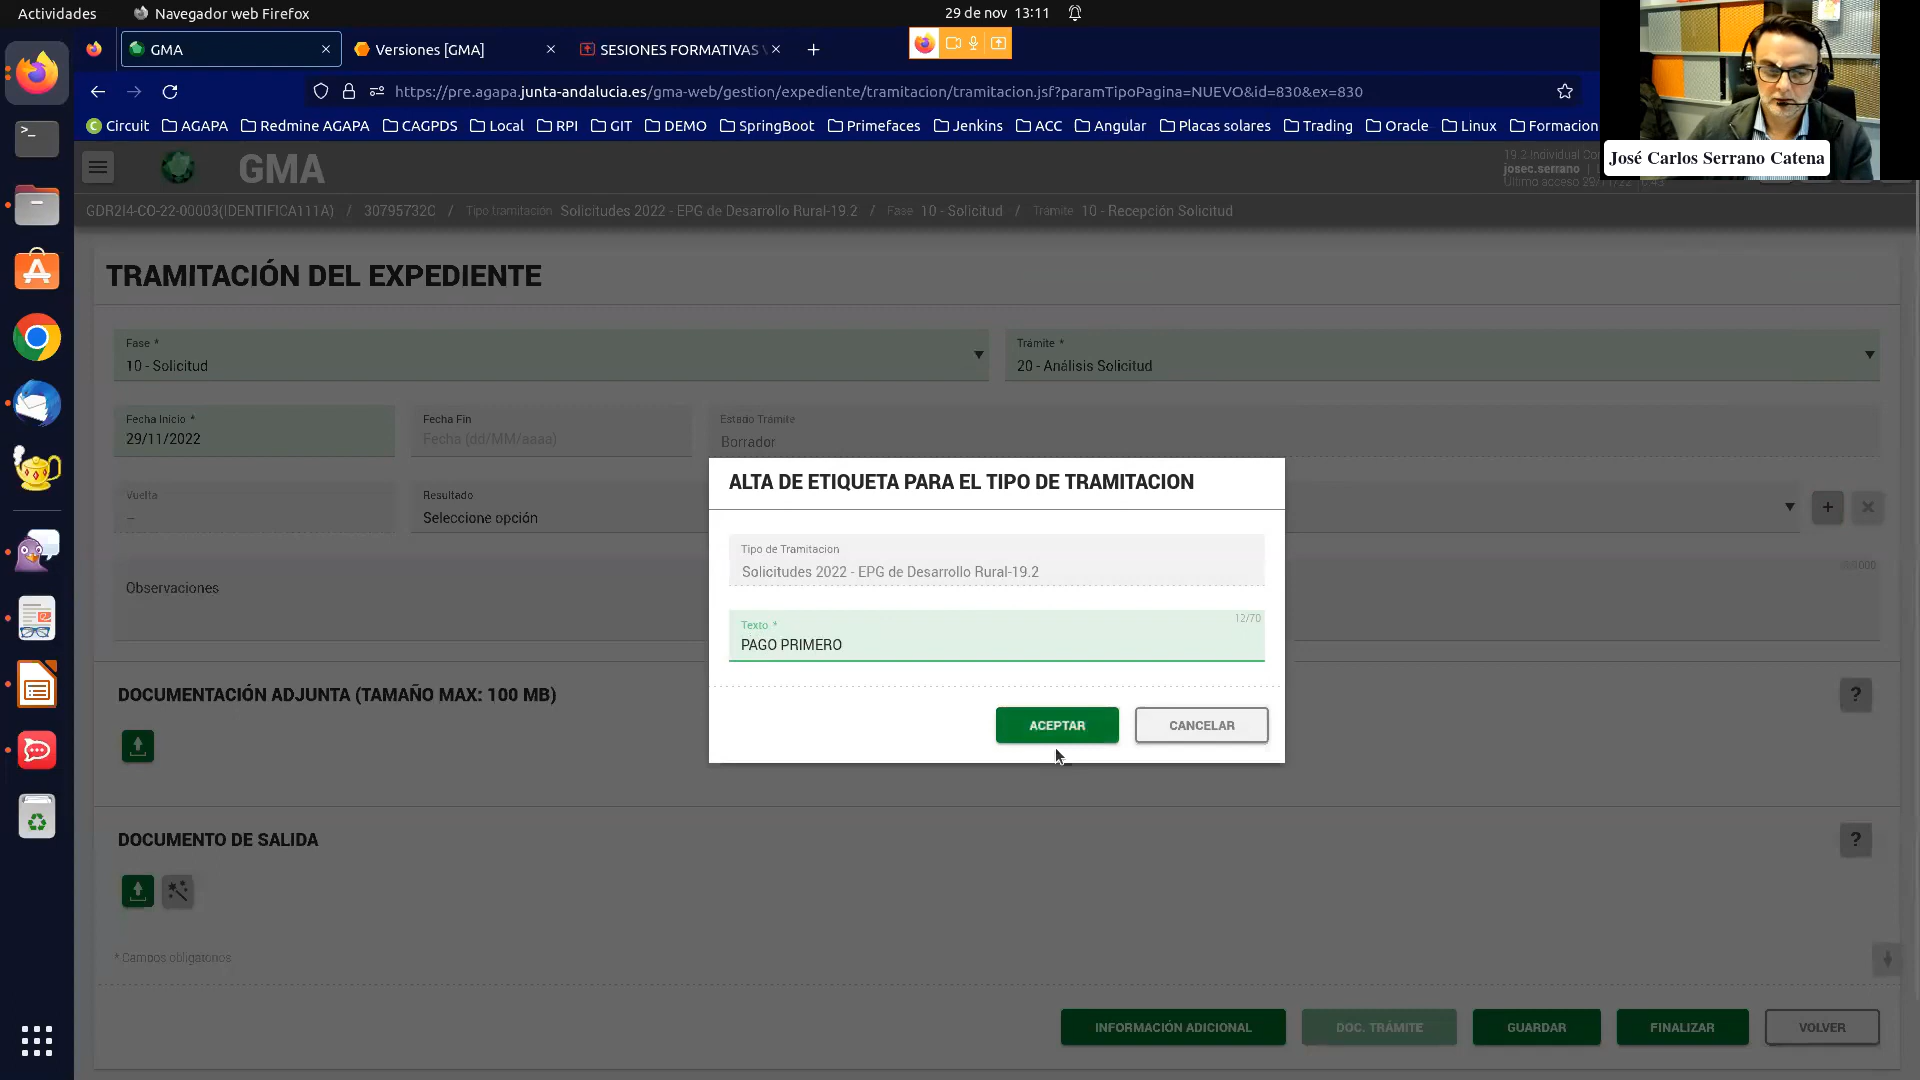 Actividades
Navegador web Firefox
29 de nov 13:11
GMA
Versiones [GMA]
SESIONES FORMATIVAS
https://pre.agapa.junta-andalucia.es/gma-web/gestion/expediente/tramitacion/tramitacion.jsf?paramTipoPagina=NUEVO&id=830&ex=830
Circuit
AGAPA
Redmine AGAPA
CAGPDS
Local
RPI
GIT
DEMO
SpringBoot
Primefaces
Jenkins
ACC
Angular
Placas solares
Trading
Oracle
Linux
Formacion
José Carlos Serrano Catena
GMA
19.2 Individual
josec.serrano
Último acceso
GDR2I4-CO-22-00003(IDENTIFICA111A) / 30795732C / Tipo tramitación Solicitudes 2022 - EPG de Desarrollo Rural-19.2 / Fase 10 - Solicitud / Trámite 10 - Recepción Solicitud
TRAMITACIÓN DEL EXPEDIENTE
Fase *
10 - Solicitud
Trámite *
20 - Análisis Solicitud
Fecha Inicio *
29/11/2022
Fecha Fin
Fecha (dd/MM/aaaa)
Estado Trámite
Borrador
Vuelta
--
Resultado
Seleccione opción
Observaciones
ALTA DE ETIQUETA PARA EL TIPO DE TRAMITACION
Tipo de Tramitacion
Solicitudes 2022 - EPG de Desarrollo Rural-19.2
Texto *
12/70
PAGO PRIMERO
ACEPTAR
CANCELAR
DOCUMENTACIÓN ADJUNTA (TAMAÑO MAX: 100 MB)
?
DOCUMENTO DE SALIDA
?
* Campos obligatorios
INFORMACIÓN ADICIONAL
DOC. TRÁMITE
GUARDAR
FINALIZAR
VOLVER